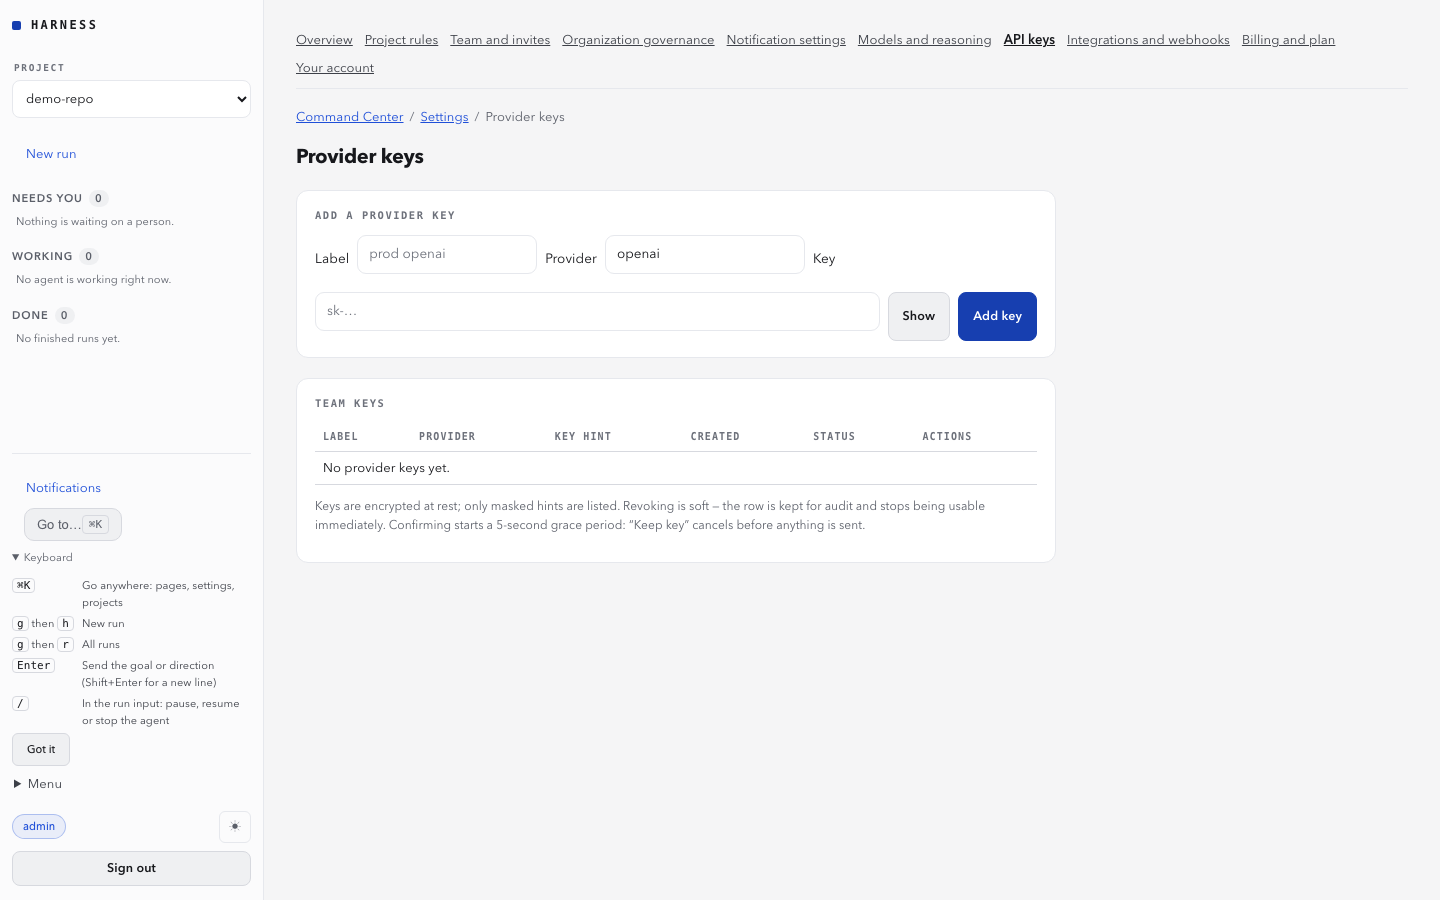 HARNESS
PROJECT
demo-repo
New run
NEEDS YOU 0
Nothing is waiting on a person.
WORKING 0
No agent is working right now.
DONE 0
No finished runs yet.
Notifications
Go to... ⌘K
▼ Keyboard
⌘K Go anywhere: pages, settings,
projects
g then h New run
g then r All runs
Enter Send the goal or direction
(Shift+Enter for a new line)
/ In the run input: pause, resume
or stop the agent
Got it
▶ Menu
admin
Sign out
Overview Project rules Team and invites Organization governance Notification settings Models and reasoning API keys Integrations and webhooks Billing and plan
Your account
Command Center / Settings / Provider keys
Provider keys
ADD A PROVIDER KEY
Label prod openai Provider openai Key
sk-... Show Add key
TEAM KEYS
LABEL PROVIDER KEY HINT CREATED STATUS ACTIONS
No provider keys yet.
Keys are encrypted at rest; only masked hints are listed. Revoking is soft — the row is kept for audit and stops being usable
immediately. Confirming starts a 5-second grace period: “Keep key” cancels before anything is sent.